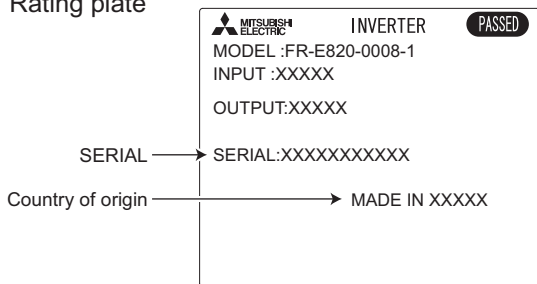 Rating plate
MITSUBISHI ELECTRIC INVERTER PASSED
MODEL :FR-E820-0008-1
INPUT :XXXXX
OUTPUT:XXXXX
SERIAL SERIAL:XXXXXXXXXXX
Country of origin MADE IN XXXXX